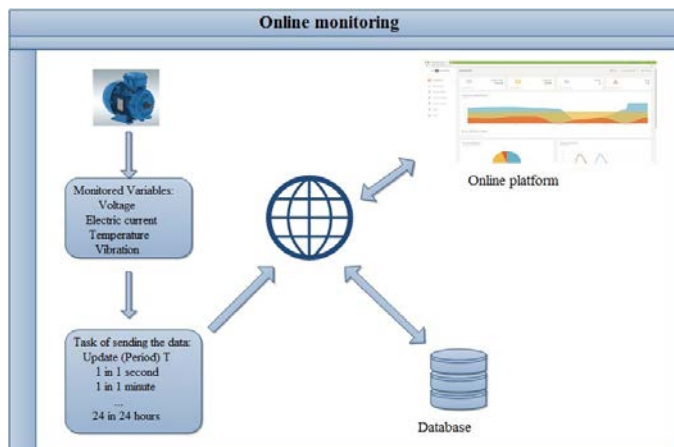 Online monitoring
Monitored Variables:
Voltage
Electric current
Temperature
Vibration
Task of sending the data:
Update (Period) T
1 in 1 second
1 in 1 minute
...
24 in 24 hours
Online platform
Database